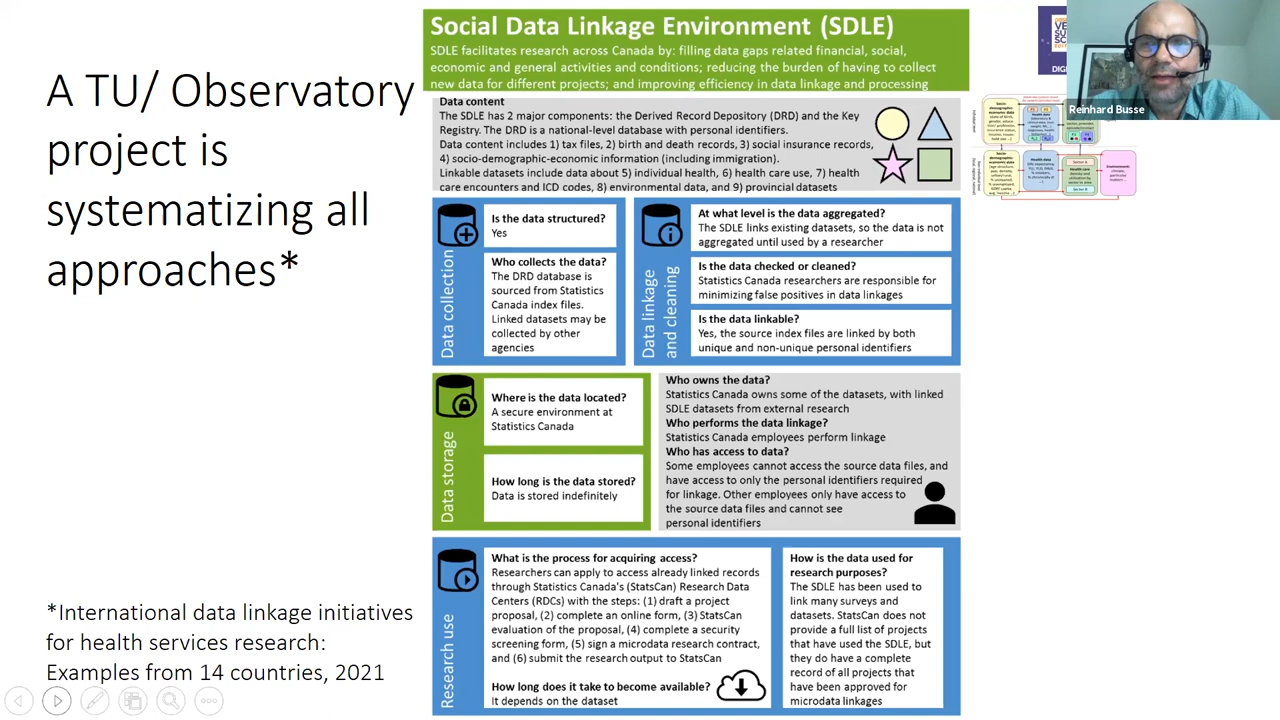 A TU/ Observatory
project is
systematizing all
approaches*
*International data linkage initiatives
for health services research:
Examples from 14 countries, 2021
Social Data Linkage Environment (SDLE)
SDLE facilitates research across Canada by: filling data gaps related financial, social,
economic and general activities and conditions; reducing the burden of having to collect
new data for different projects; and improving efficiency in data linkage and processing
Data content
The SDLE has 2 major components: the Derived Record Depository (DRD) and the Key
Registry. The DRD is a national-level database with personal identifiers.
Data content includes 1) tax files, 2) birth and death records, 3) social insurance records,
4) socio-demographic-economic information (including immigration).
Linkable datasets include data about 5) individual health, 6) health care use, 7) health
care encounters and ICD codes, 8) environmental data, and 9) provincial datasets
Data collection
Is the data structured?
Yes
Who collects the data?
The DRD database is
sourced from Statistics
Canada index files.
Linked datasets may be
collected by other
agencies
Data linkage
and cleaning
At what level is the data aggregated?
The SDLE links existing datasets, so the data is not
aggregated until used by a researcher
Is the data checked or cleaned?
Statistics Canada researchers are responsible for
minimizing false positives in data linkages
Is the data linkable?
Yes, the source index files are linked by both
unique and non-unique personal identifiers
Data storage
Where is the data located?
A secure environment at
Statistics Canada
How long is the data stored?
Data is stored indefinitely
Who owns the data?
Statistics Canada owns some of the datasets, with linked
SDLE datasets from external research
Who performs the data linkage?
Statistics Canada employees perform linkage
Who has access to data?
Some employees cannot access the source data files, and
have access to only the personal identifiers required
for linkage. Other employees only have access to
the source data files and cannot see
personal identifiers
Research use
What is the process for acquiring access?
Researchers can apply to access already linked records
through Statistics Canada's (StatsCan) Research Data
Centers (RDCs) with the steps: (1) draft a project
proposal, (2) complete an online form, (3) StatsCan
evaluation of the proposal, (4) complete a security
screening form, (5) sign a microdata research contract,
and (6) submit the research output to StatsCan
How long does it take to become available?
It depends on the dataset
How is the data used for
research purposes?
The SDLE has been used to
link many surveys and
datasets. StatsCan does not
provide a full list of projects
that have used the SDLE, but
they do have a complete
record of all projects that
have been approved for
microdata linkages
Reinhard Busse